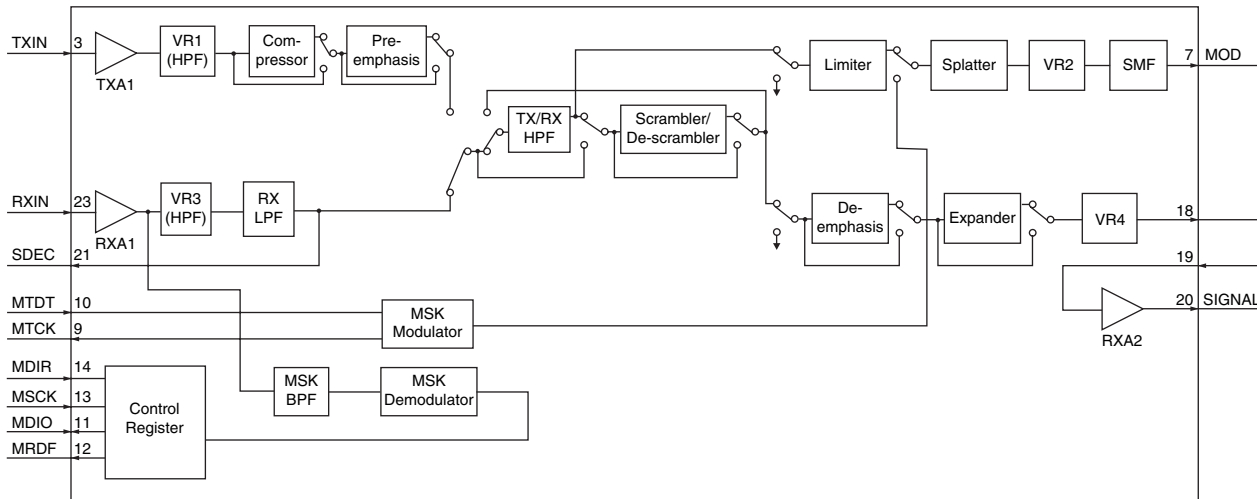 TXIN
3
TXA1
VR1
(HPF)
Com-
pressor
Pre-
emphasis
TX/RX
HPF
Scrambler/
De-scrambler
Limiter
Splatter
VR2
SMF
7
MOD
RXIN
23
RXA1
VR3
(HPF)
RX
LPF
De-
emphasis
Expander
VR4
18
SDEC
21
19
MTDT
10
MTCK
9
MSK
Modulator
20
SIGNAL
RXA2
MDIR
14
MSCK
13
MDIO
11
MRDF
12
Control
Register
MSK
BPF
MSK
Demodulator